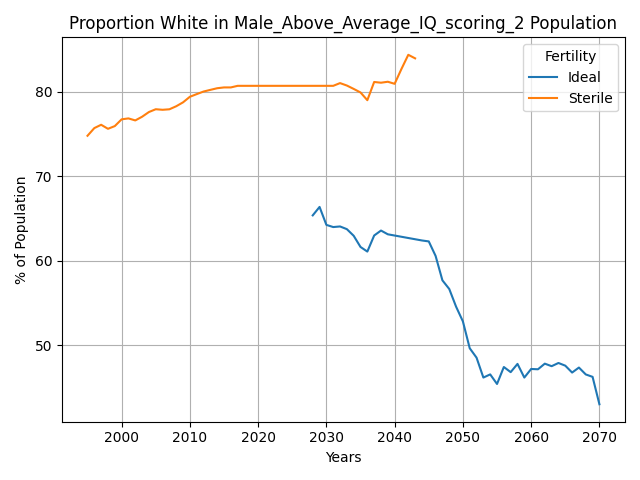 Proportion White in Male_Above_Average_IQ_scoring_2 Population
Fertility
Ideal
Sterile
% of Population
80
70
60
50
2000 2010 2020 2030 2040 2050 2060 2070
Years